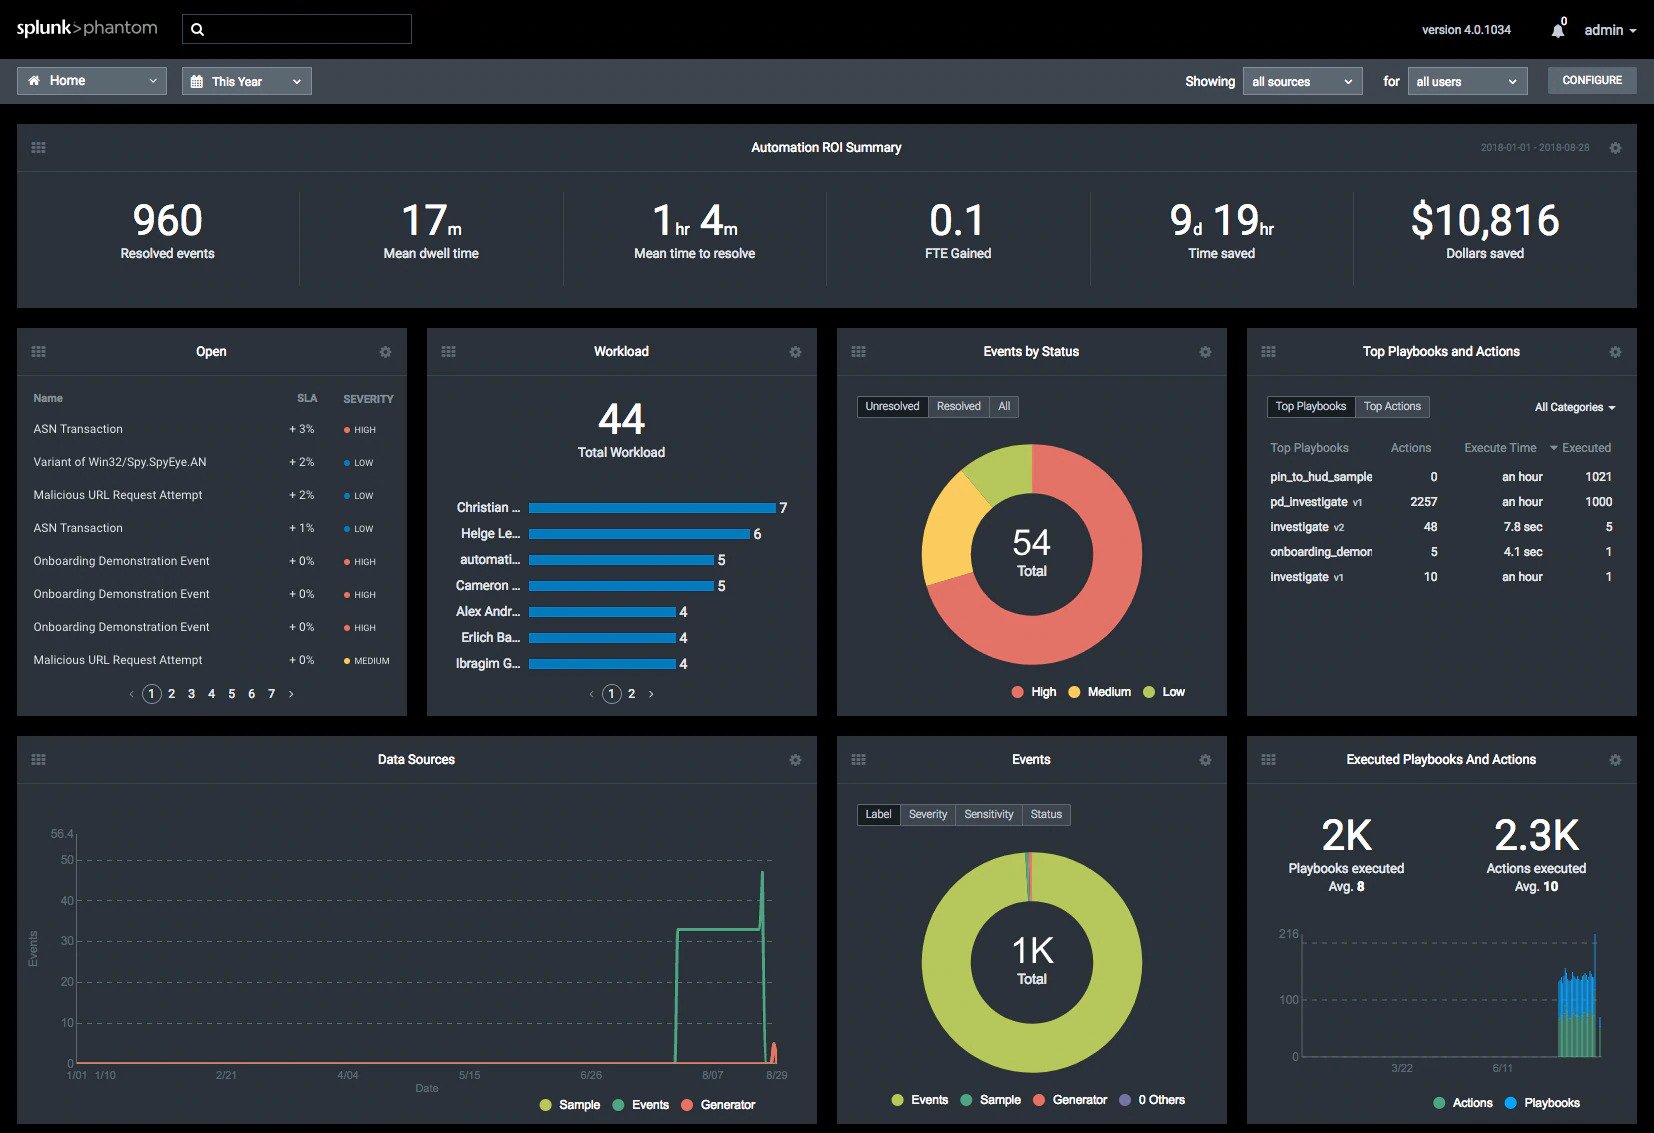 splunk>phantom
version 4.0.1034
0
admin
Home
This Year
Showing all sources for all users CONFIGURE
Automation ROI Summary
2018-01-01 - 2018-08-28
960
Resolved events
17m
Mean dwell time
1hr 4m
Mean time to resolve
0.1
FTE Gained
9d 19hr
Time saved
$10,816
Dollars saved
Open
Name SLA SEVERITY
ASN Transaction + 3% HIGH
Variant of Win32/Spy.SpyEye.AN + 2% LOW
Malicious URL Request Attempt + 2% LOW
ASN Transaction + 1% LOW
Onboarding Demonstration Event + 0% HIGH
Onboarding Demonstration Event + 0% HIGH
Onboarding Demonstration Event + 0% HIGH
Malicious URL Request Attempt + 0% MEDIUM
‹ 1 2 3 4 5 6 7 ›
Workload
44
Total Workload
Christian ... 7
Helge Le... 6
automati... 5
Cameron ... 5
Alex Andr... 4
Erlich Ba... 4
Ibragim G... 4
‹ 1 2 ›
Events by Status
Unresolved Resolved All
54
Total
High Medium Low
Top Playbooks and Actions
Top Playbooks Top Actions
All Categories
Top Playbooks Actions Execute Time Executed
pin_to_hud_sample 0 an hour 1021
pd_investigate v1 2257 an hour 1000
investigate v2 48 7.8 sec 5
onboarding_demon 5 4.1 sec 1
investigate v1 10 an hour 1
Data Sources
56.4
50
40
30
20
10
0
Events
1/01 1/10 2/21 4/04 5/15 6/26 8/07 8/29
Date
Sample Events Generator
Events
Label Severity Sensitivity Status
1K
Total
Events Sample Generator 0 Others
Executed Playbooks And Actions
2K
Playbooks executed
Avg. 8
2.3K
Actions executed
Avg. 10
216
100
0
3/22 6/11
Actions Playbooks